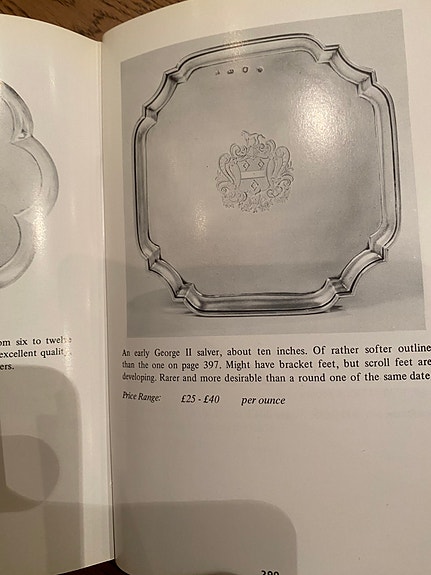 om six to twelve
excellent quality,
ers.
An early George II salver, about ten inches. Of rather softer outline
than the one on page 397. Might have bracket feet, but scroll feet are
developing. Rarer and more desirable than a round one of the same date
Price Range: £25 - £40 per ounce